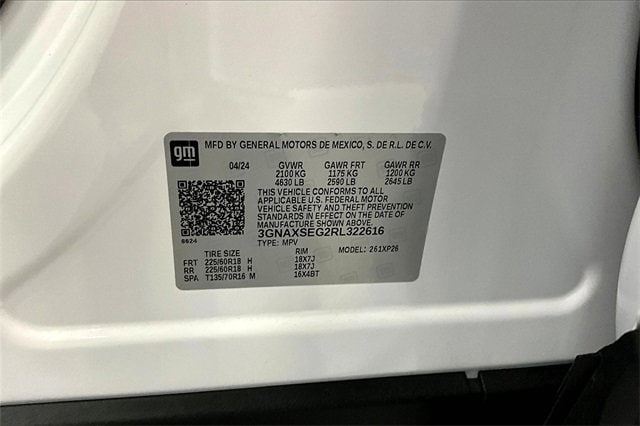 gm
MFD BY GENERAL MOTORS DE MEXICO, S. DE R.L. DE C.V.
04/24 GVWR GAWR FRT GAWR RR
2100 KG 1175 KG 1200 KG
4630 LB 2590 LB 2645 LB
THIS VEHICLE CONFORMS TO ALL
APPLICABLE U.S. FEDERAL MOTOR
VEHICLE SAFETY AND THEFT PREVENTION
STANDARDS IN EFFECT ON THE DATE OF
MANUFACTURE SHOWN ABOVE.
3GNAXSEG2RL322616
6624
TYPE: MPV MODEL: 261XP26
TIRE SIZE RIM
FRT 225/60R18 H 18X7J
RR 225/60R18 H 18X7J
SPA T135/70R16 M 16X4BT